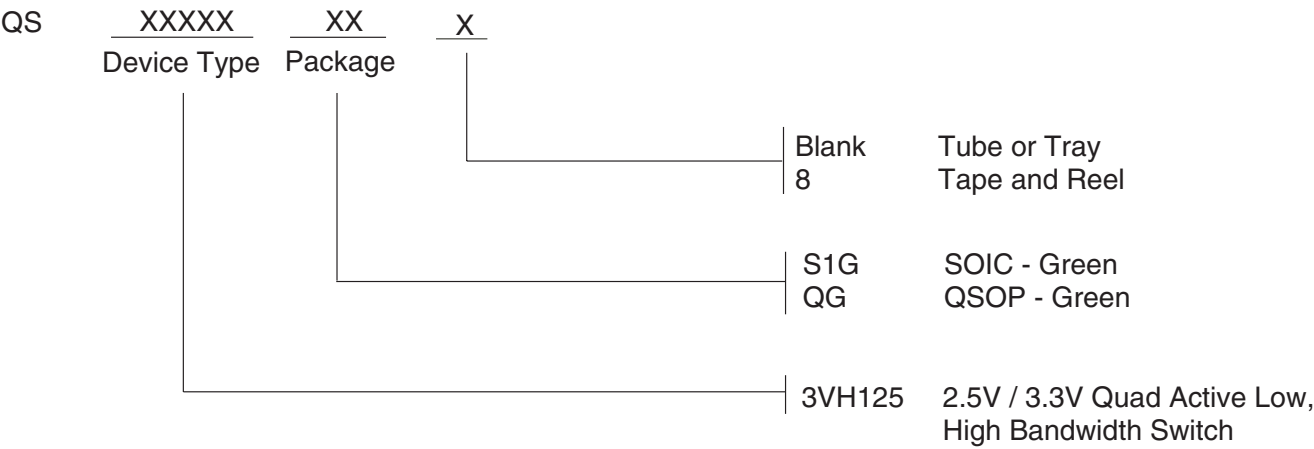 QS XXXXX XX X
Device Type Package
Blank Tube or Tray
8 Tape and Reel
S1G SOIC - Green
QG QSOP - Green
3VH125 2.5V / 3.3V Quad Active Low,
High Bandwidth Switch